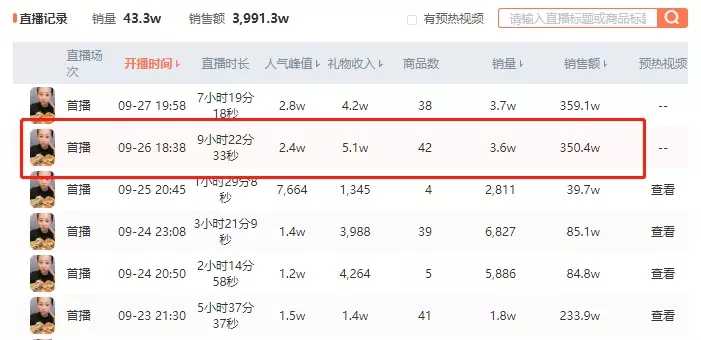 直播记录 销量 43.3w 销售额 3,991.3w 有预热视频 请输入直播标题或商品标题
直播场次 开播时间 直播时长 人气峰值 礼物收入 商品数 销量 销售额 预热视频
首播 09-27 19:58 7小时19分18秒 2.8w 4.2w 38 3.7w 359.1w --
首播 09-26 18:38 9小时22分33秒 2.4w 5.1w 42 3.6w 350.4w --
首播 09-25 20:45 1小时29分8秒 7,664 1,345 4 2,811 39.7w 查看
首播 09-24 23:08 3小时21分9秒 1.4w 3,988 39 6,827 85.1w 查看
首播 09-24 20:50 2小时14分58秒 1.2w 4,264 5 5,886 84.8w 查看
首播 09-23 21:30 5小时37分37秒 1.5w 1.4w 41 1.8w 233.9w 查看